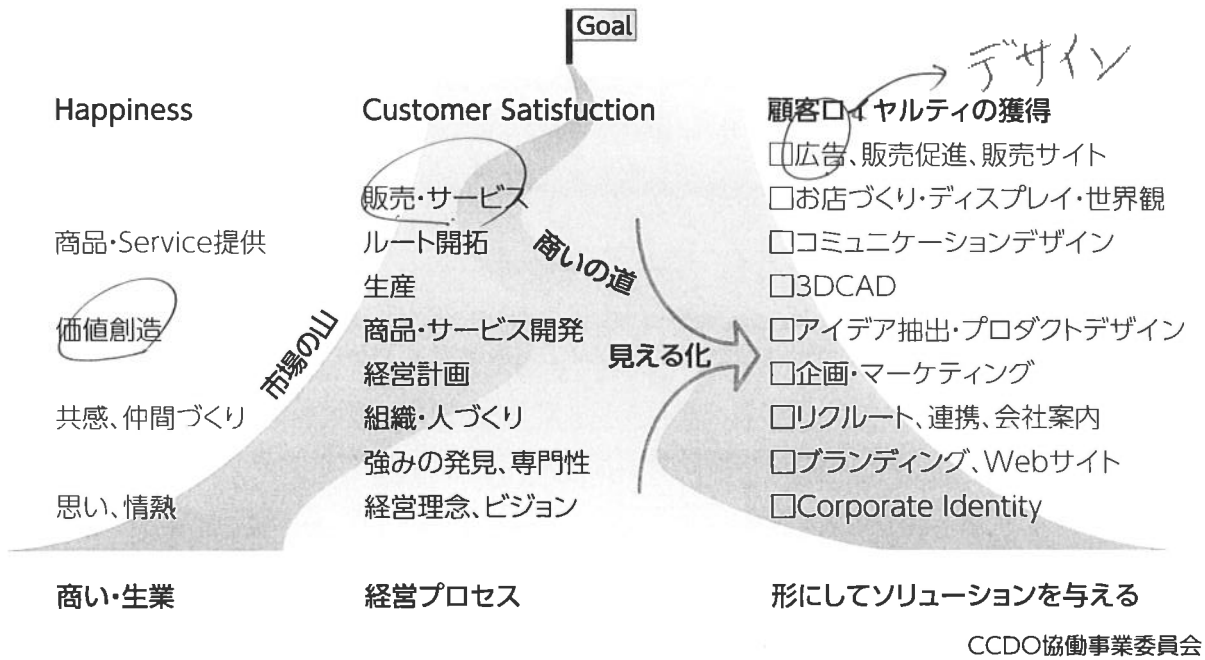 Goal
デザイン
Happiness
Customer Satisfuction
顧客ロイヤルティの獲得
販売・サービス
商品・Service提供
ルート開拓
生産
価値創造
商品・サービス開発
経営計画
共感、仲間づくり
組織・人づくり
強みの発見、専門性
思い、情熱
経営理念、ビジョン
市場の山
商いの道
見える化
□広告、販売促進、販売サイト
□お店づくり・ディスプレイ・世界観
□コミュニケーションデザイン
□3DCAD
□アイデア抽出・プロダクトデザイン
□企画・マーケティング
□リクルート、連携、会社案内
□ブランディング、Webサイト
□Corporate Identity
商い・生業
経営プロセス
形にしてソリューションを与える
CCDO協働事業委員会